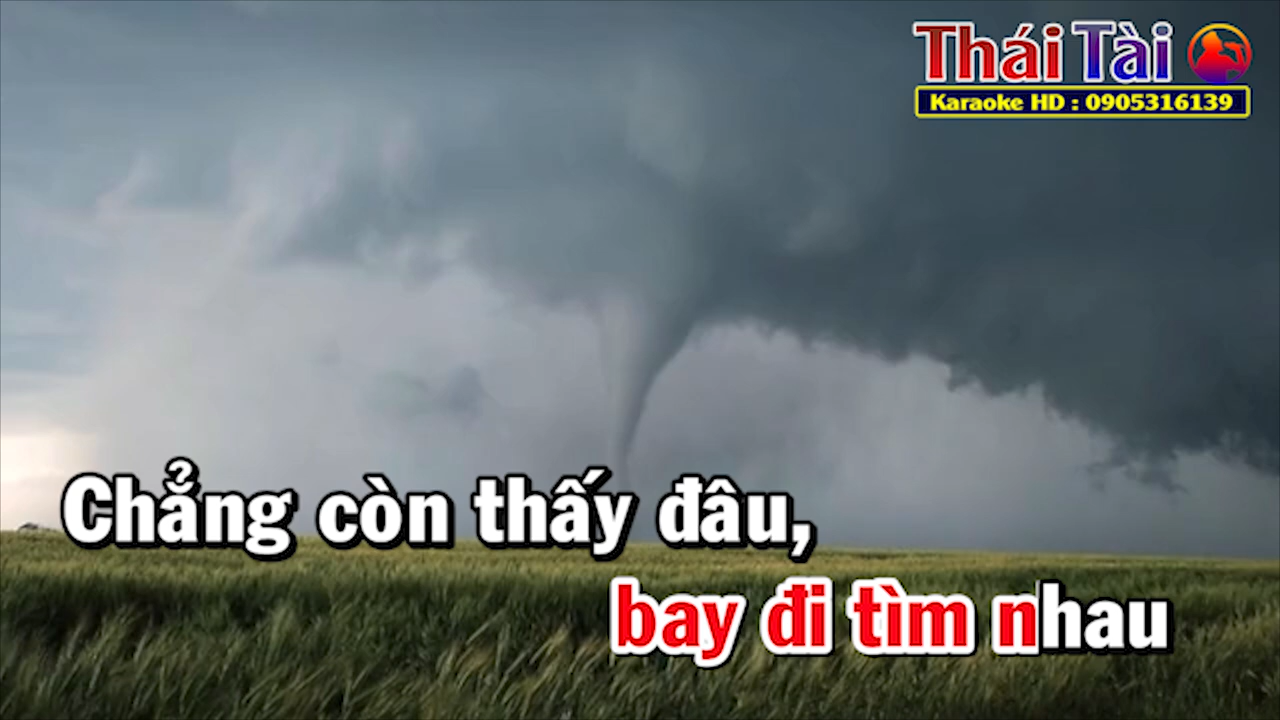 Thái Tài
Karaoke HD : 0905316139
Chẳng còn thấy đâu,
bay đi tìm nhau